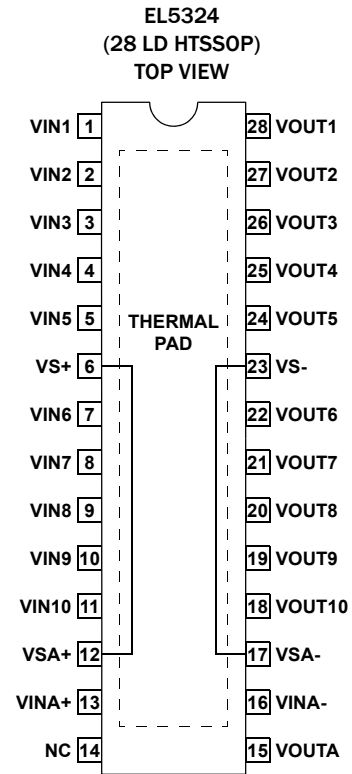 EL5324
(28 LD HTSSOP)
TOP VIEW
VIN1 1 28 VOUT1
VIN2 2 27 VOUT2
VIN3 3 26 VOUT3
VIN4 4 25 VOUT4
VIN5 5 24 VOUT5
THERMAL
PAD
VS+ 6 23 VS-
VIN6 7 22 VOUT6
VIN7 8 21 VOUT7
VIN8 9 20 VOUT8
VIN9 10 19 VOUT9
VIN10 11 18 VOUT10
VSA+ 12 17 VSA-
VINA+ 13 16 VINA-
NC 14 15 VOUTA